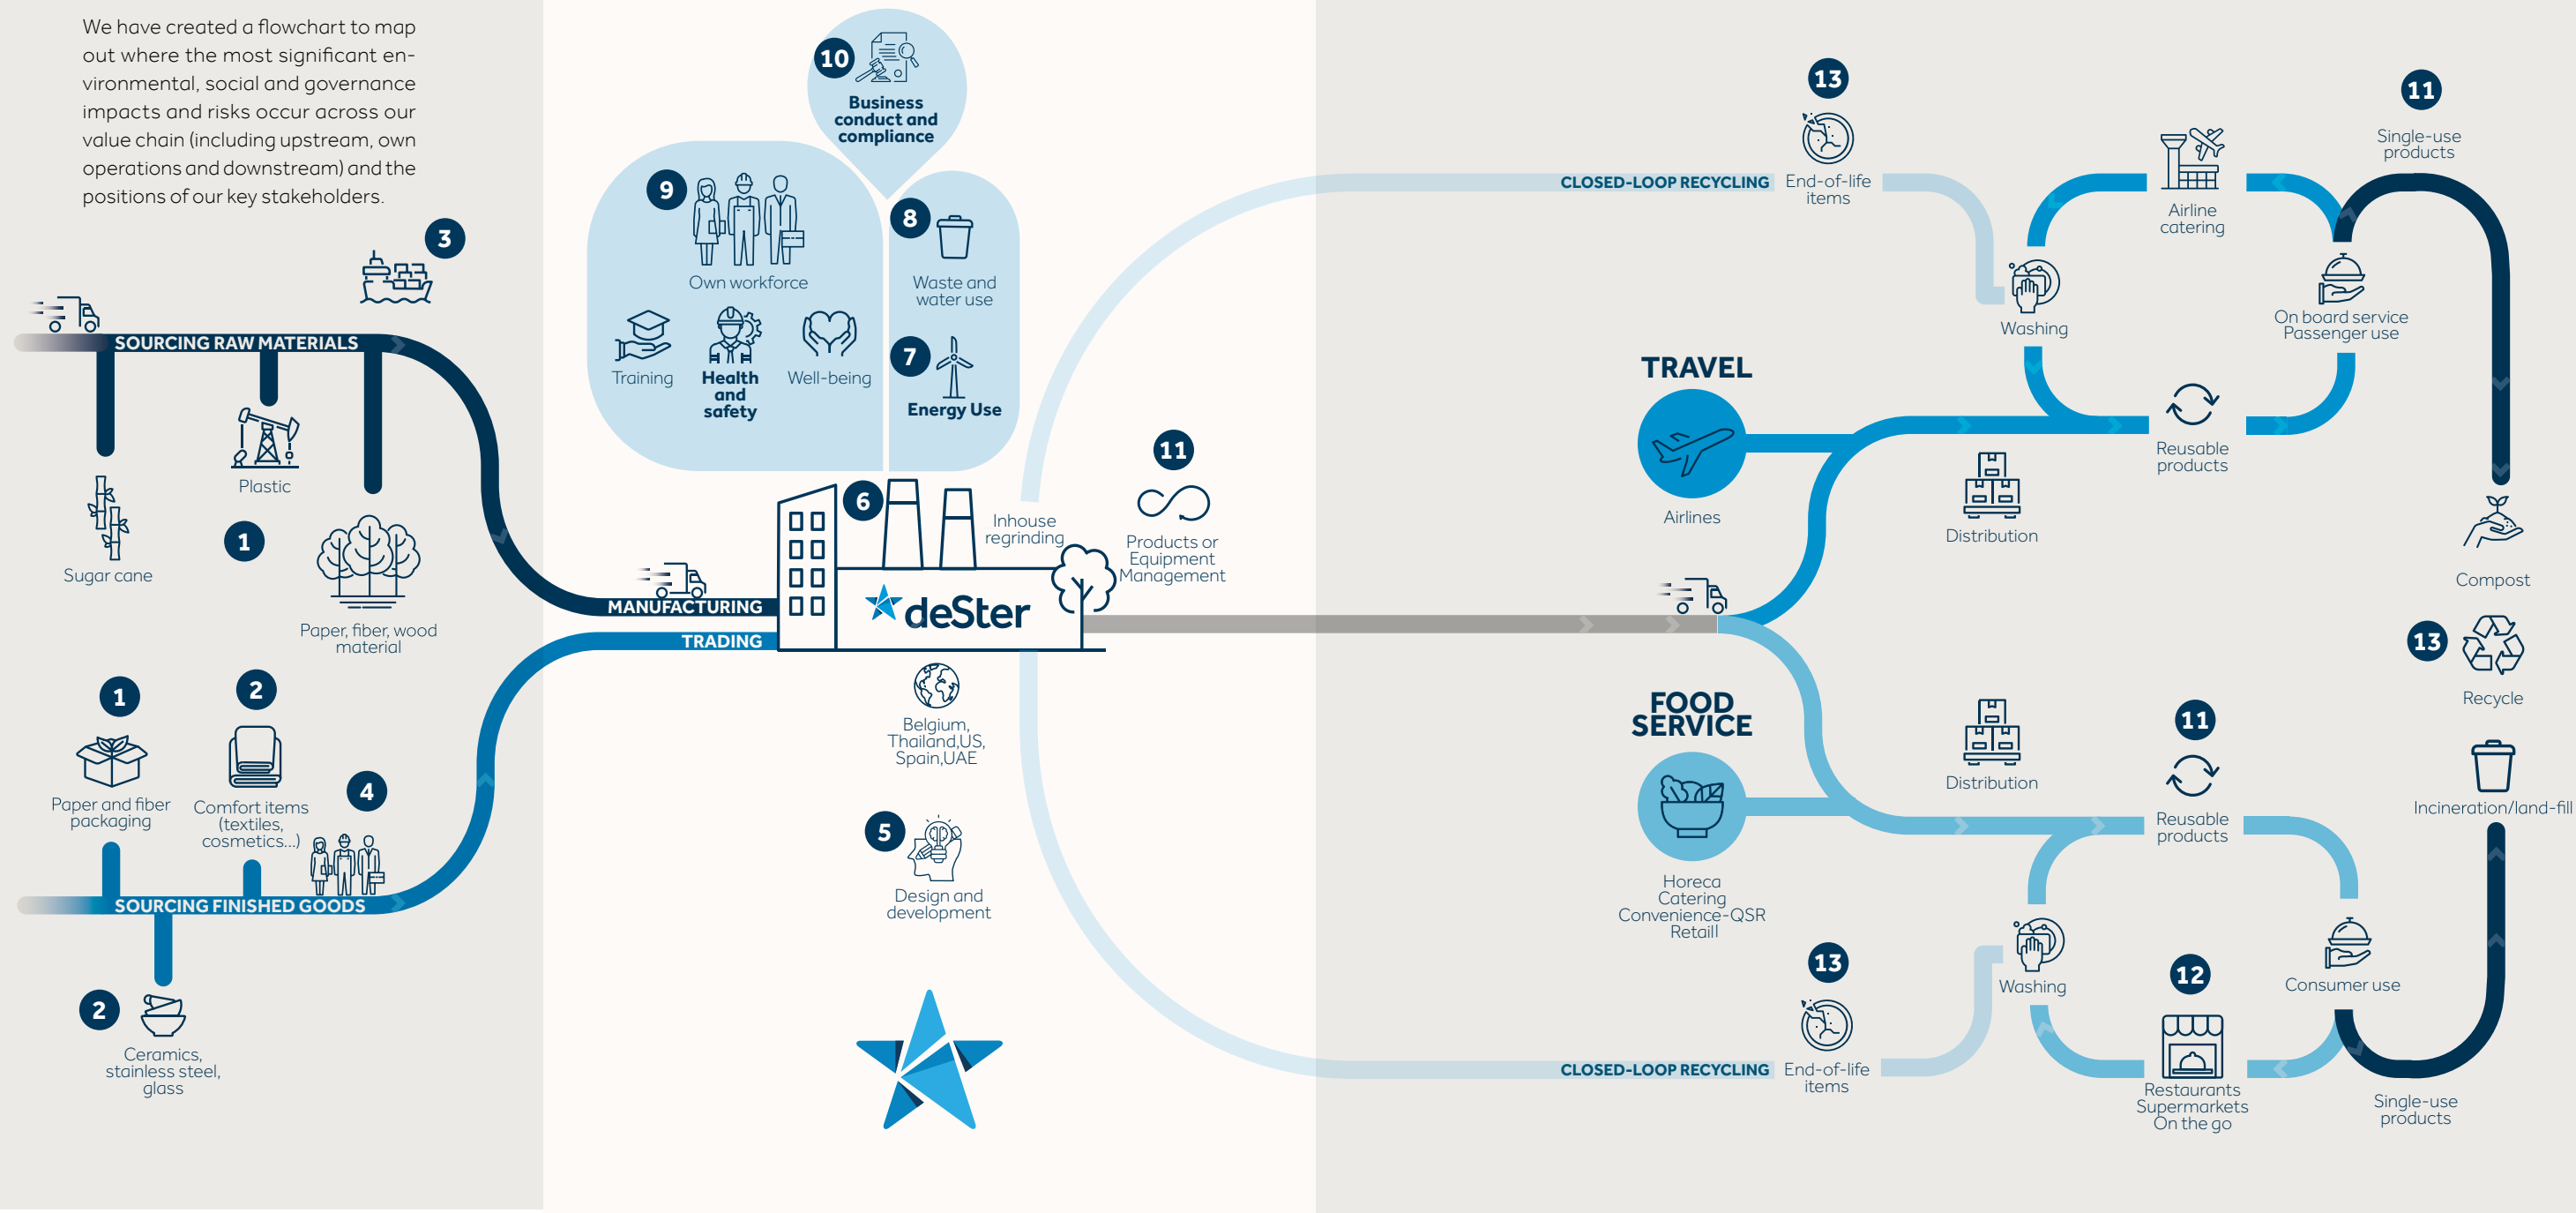 We have created a flowchart to map
out where the most significant en-
vironmental, social and governance
impacts and risks occur across our
value chain (including upstream, own
operations and downstream) and the
positions of our key stakeholders.
3
SOURCING RAW MATERIALS
Sugar cane
Plastic
1
Paper, fiber, wood
material
1
Paper and fiber
packaging
2
Comfort items
(textiles,
cosmetics...)
4
SOURCING FINISHED GOODS
2
Ceramics,
stainless steel,
glass
10
Business
conduct and
compliance
9
Own workforce
Training
Health
and
safety
Well-being
8
Waste and
water use
7
Energy Use
MANUFACTURING
TRADING
6
deSter
Inhouse
regrinding
11
Products or
Equipment
Management
Belgium,
Thailand,US,
Spain,UAE
5
Design and
development
CLOSED-LOOP RECYCLING
13
End-of-life
items
Washing
Airline
catering
11
Single-use
products
On board service
Passenger use
TRAVEL
Airlines
Distribution
Reusable
products
Compost
13
Recycle
Incineration/land-fill
FOOD
SERVICE
Horeca
Catering
Convenience-QSR
Retaill
Distribution
11
Reusable
products
Washing
12
Restaurants
Supermarkets
On the go
Consumer use
Single-use
products
CLOSED-LOOP RECYCLING
13
End-of-life
items